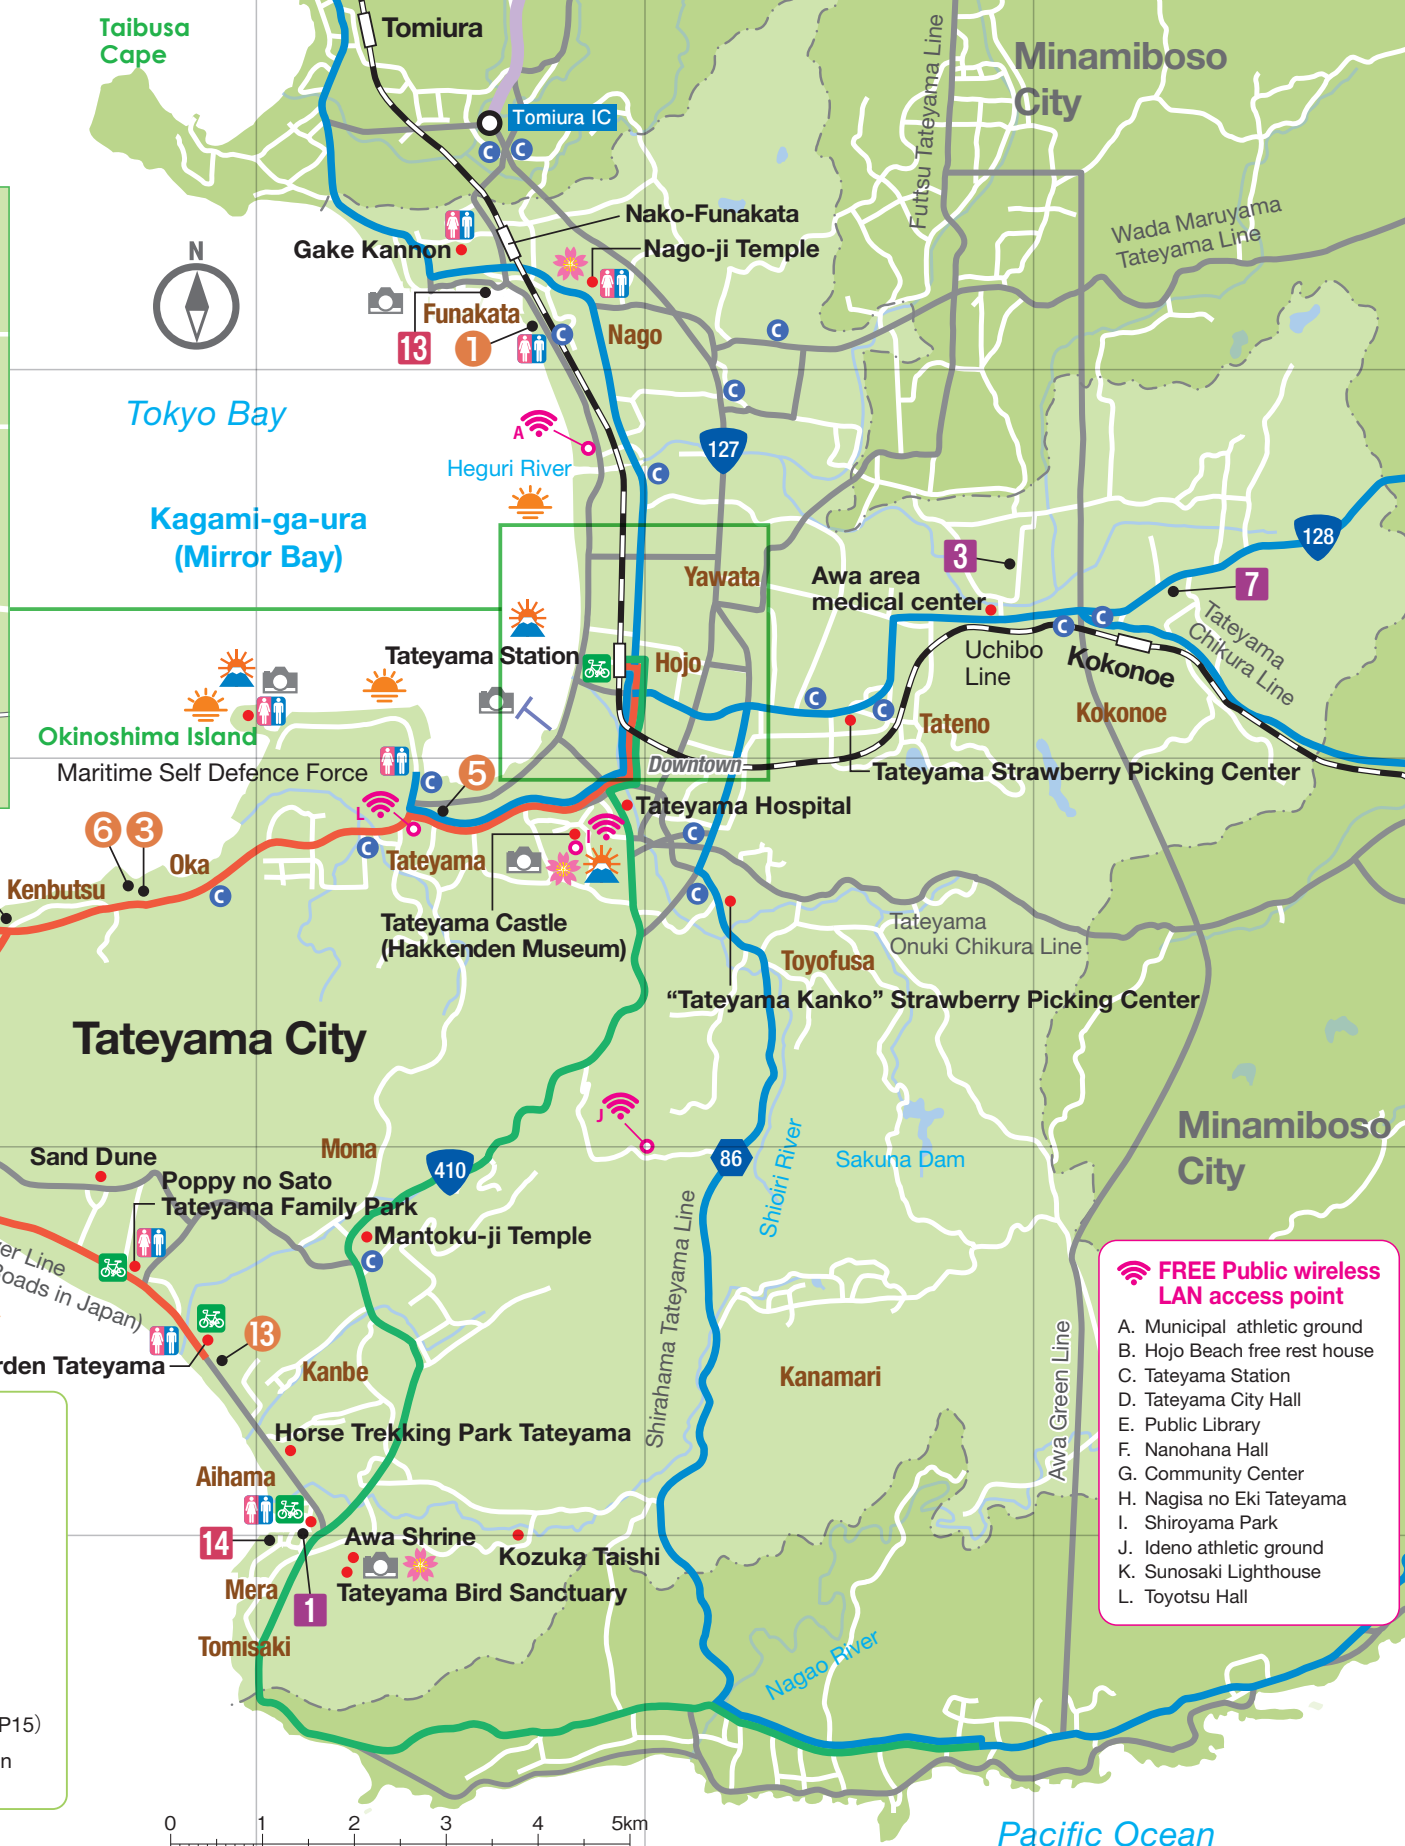 Taibusa
Cape
Tomiura
Minamiboso
City
Futtsu Tateyama Line
Tomiura IC
C
C
Nako-Funakata
Wada Maruyama
Tateyama Line
N
Gake Kannon
Nago-ji Temple
Funakata
13
1
C
Nago
C
C
Tokyo Bay
A
127
Heguri River
C
Kagami-ga-ura
(Mirror Bay)
128
3
Yawata
Awa area
medical center
7
Tateyama
Chikura Line
C
C
Uchibo
Line
Kokonoe
Tateyama Station
Hojo
C
C
Kokonoe
Tateno
Okinoshima Island
Maritime Self Defence Force
C
5
Downtown
Tateyama Strawberry Picking Center
L
Tateyama Hospital
6
3
I
C
C
Oka
Tateyama
Kenbutsu
C
C
Tateyama Castle
(Hakkenden Museum)
Tateyama
Onuki Chikura Line
Toyofusa
"Tateyama Kanko" Strawberry Picking Center
Tateyama City
J
Minamiboso
City
Mona
Sand Dune
410
86
Sakuna Dam
Shioiri River
Poppy no Sato
Tateyama Family Park
Mantoku-ji Temple
C
er Line
Roads in Japan)
Shirahama Tateyama Line
13
rden Tateyama
Kanbe
Kanamari
Awa Green Line
FREE Public wireless
LAN access point
A. Municipal athletic ground
B. Hojo Beach free rest house
C. Tateyama Station
D. Tateyama City Hall
E. Public Library
F. Nanohana Hall
G. Community Center
H. Nagisa no Eki Tateyama
I. Shiroyama Park
J. Ideno athletic ground
K. Sunosaki Lighthouse
L. Toyotsu Hall
Horse Trekking Park Tateyama
Aihama
14
Awa Shrine
Kozuka Taishi
Mera
1
Tateyama Bird Sanctuary
Tomisaki
Nagao River
P15)
n
0 1 2 3 4 5km
Pacific Ocean